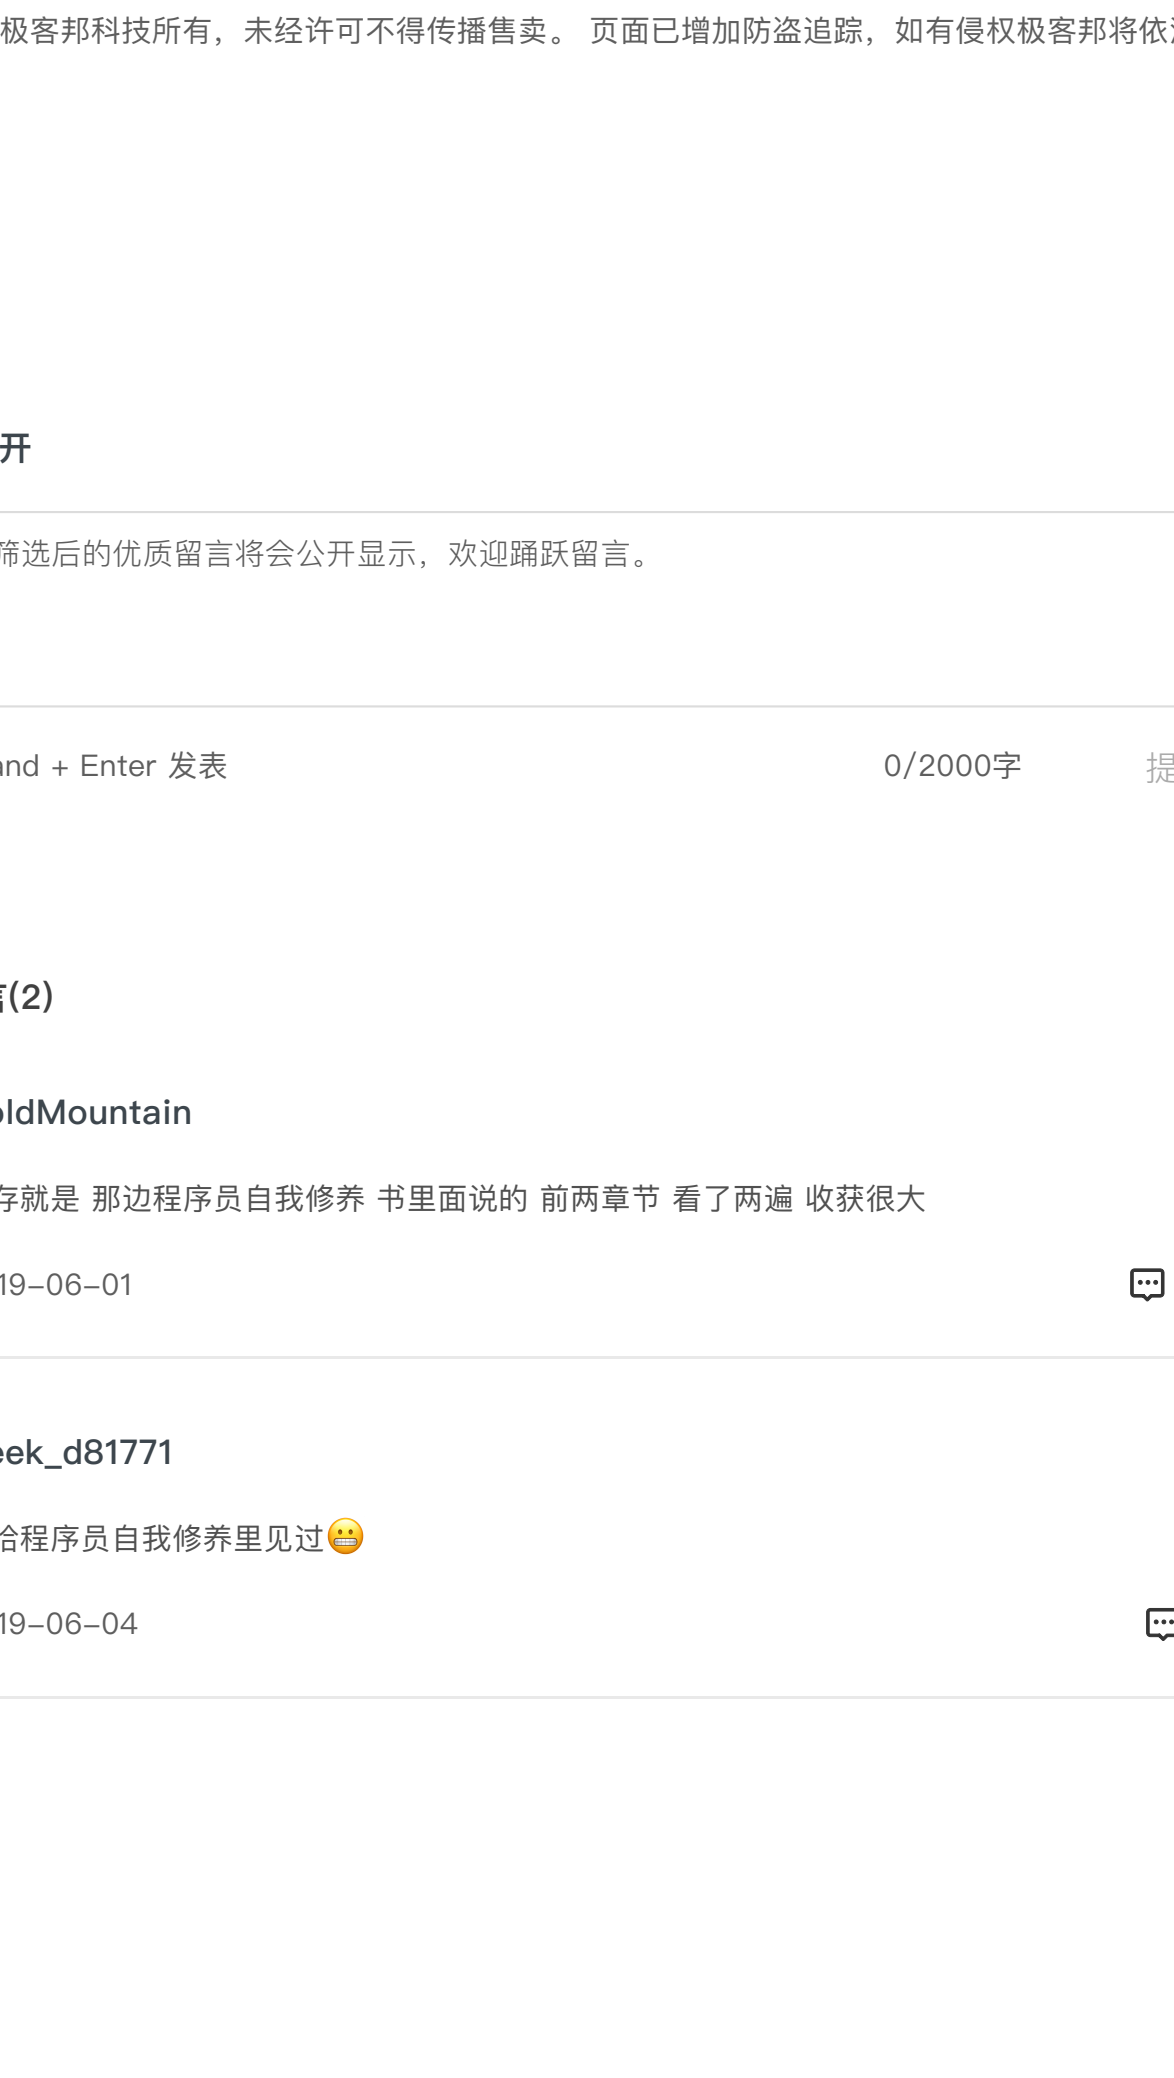 极客邦科技所有，未经许可不得传播售卖。 页面已增加防盗追踪，如有侵权极客邦将依
开
筛选后的优质留言将会公开显示，欢迎踊跃留言。
and + Enter 发表
0/2000字
提
言(2)
oldMountain
存就是 那边程序员自我修养 书里面说的 前两章节 看了两遍 收获很大
19-06-01
eek_d81771
给程序员自我修养里见过😬
19-06-04